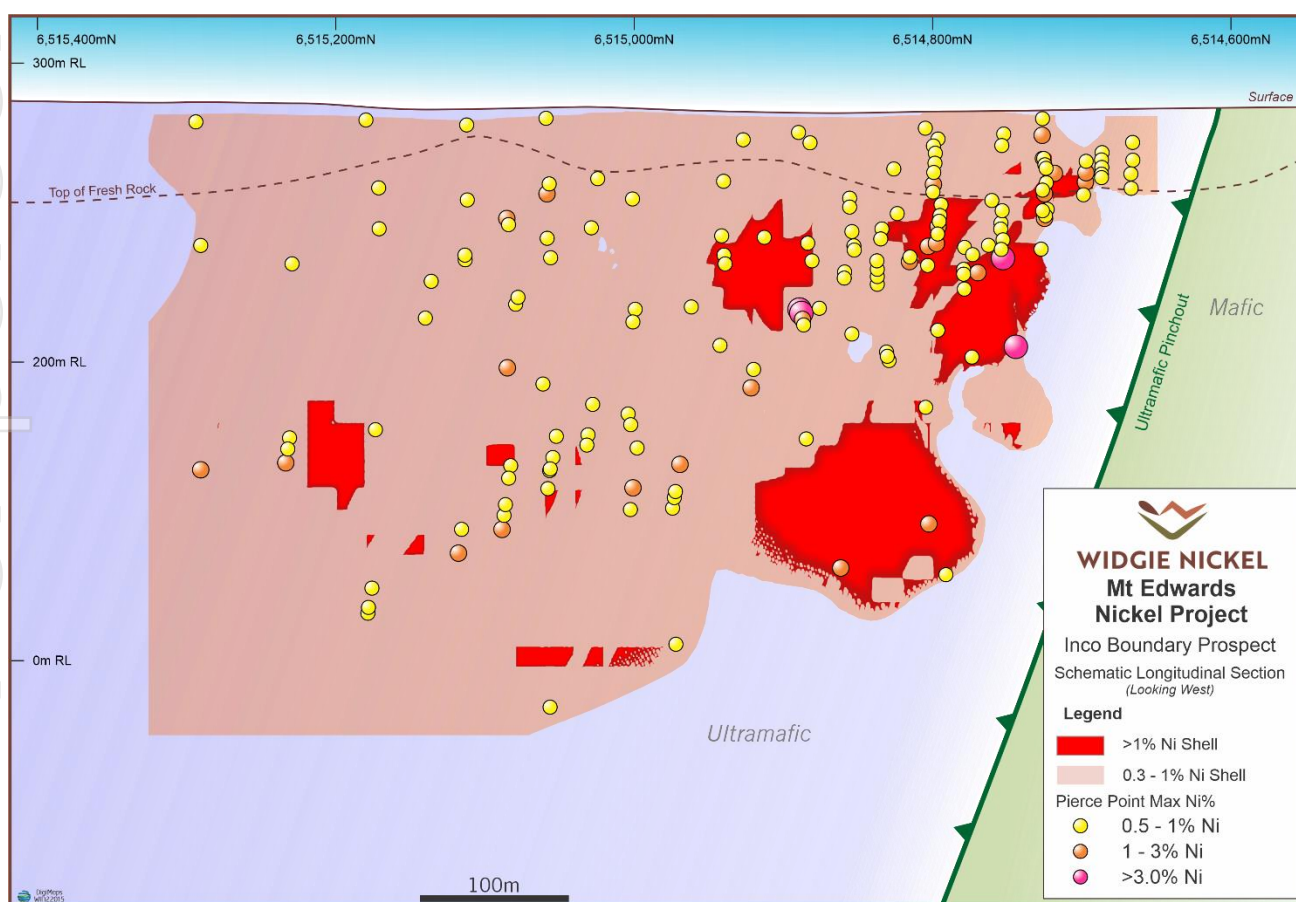 6,515,400mN
6,515,200mN
6,515,000mN
6,514,800mN
6,514,600mN
300m RL
Surface
Top of Fresh Rock
Mafic
Ultramafic Pinchout
200m RL
0m RL
Ultramafic
WIDGIE NICKEL
Mt Edwards
Nickel Project
Inco Boundary Prospect
Schematic Longitudinal Section
(Looking West)
Legend
>1% Ni Shell
0.3 - 1% Ni Shell
Pierce Point Max Ni%
0.5 - 1% Ni
1 - 3% Ni
>3.0% Ni
100m
DigiMaps